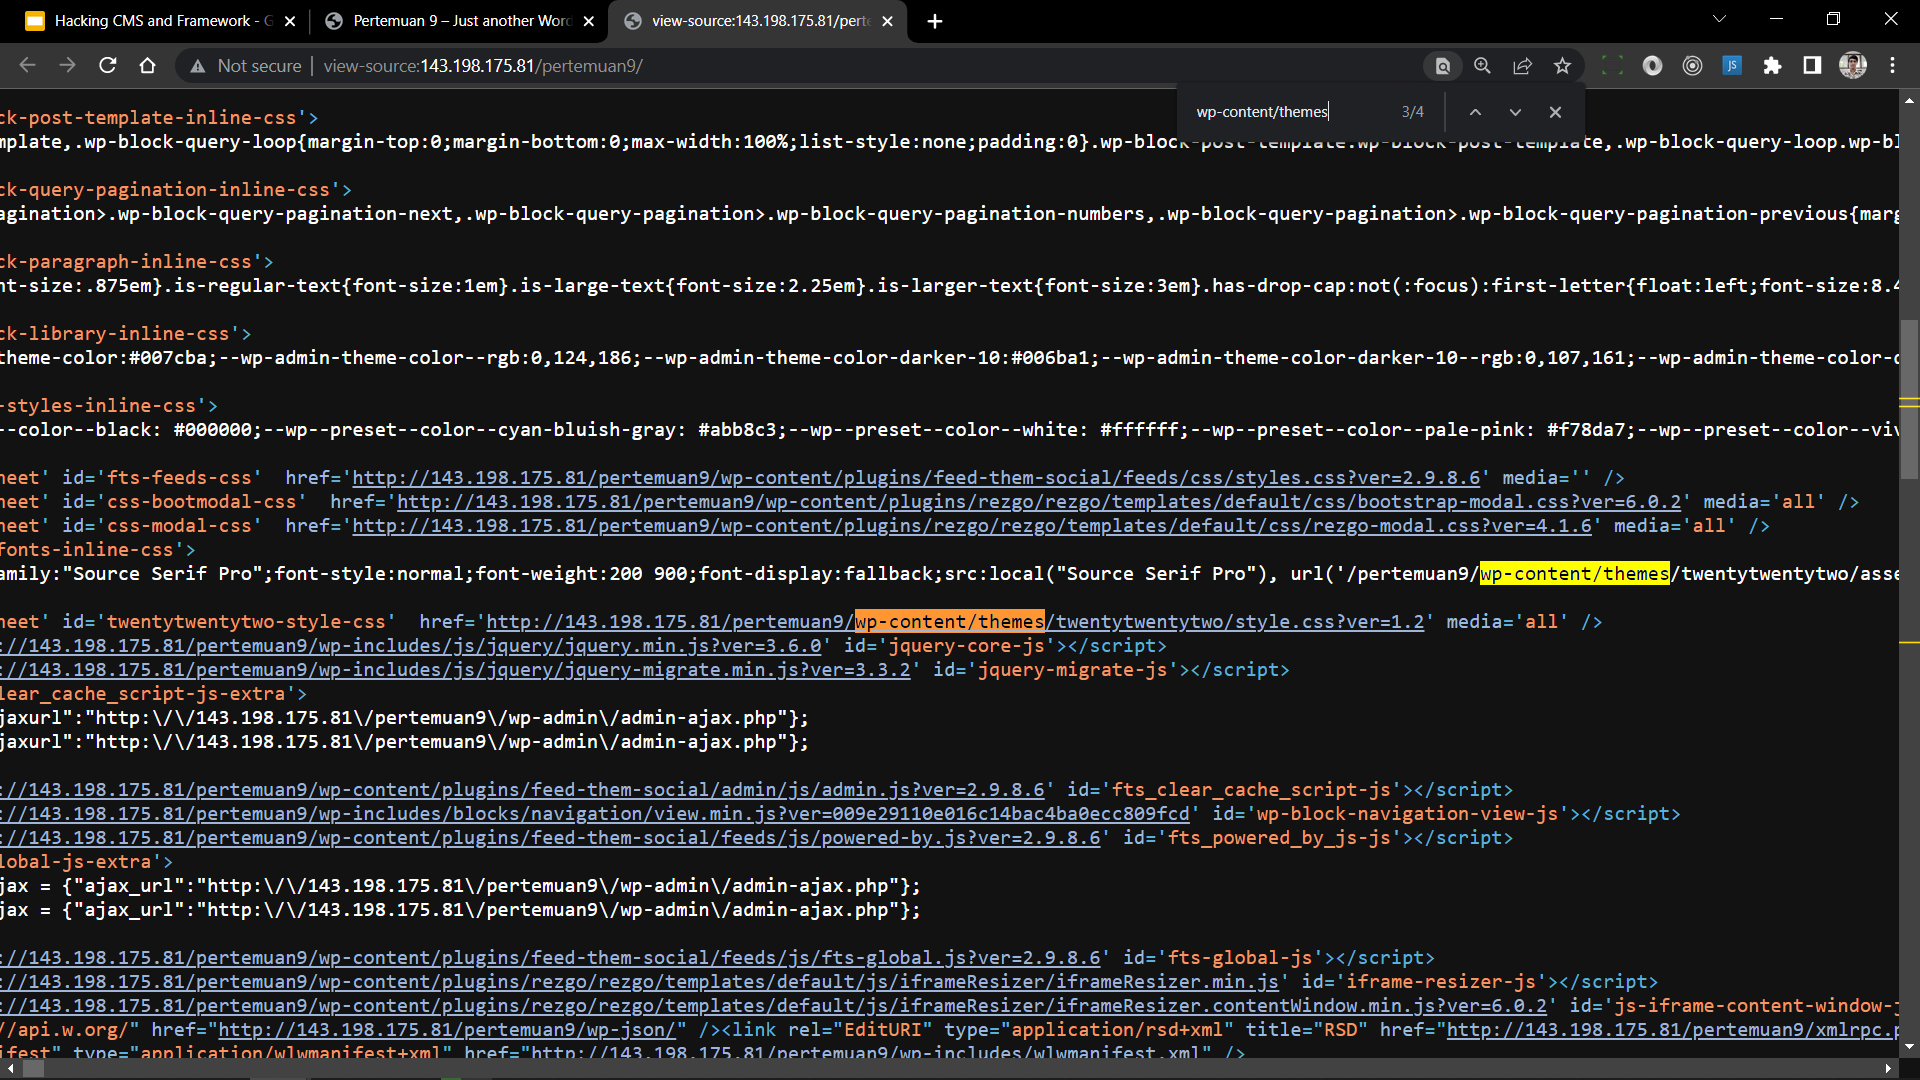 Hacking CMS and Framework - G
Pertemuan 9 – Just another Word
view-source:143.198.175.81/perte
Not secure
view-source:143.198.175.81/pertemuan9/
JS
wp-content/themes
3/4
ck-post-template-inline-css'>
mplate,.wp-block-query-loop{margin-top:0;margin-bottom:0;max-width:100%;list-style:none;padding:0}.wp-block-post-template.wp-block-post-template,.wp-block-query-loop.wp-bl
ck-query-pagination-inline-css'>
agination>.wp-block-query-pagination-next,.wp-block-query-pagination>.wp-block-query-pagination-numbers,.wp-block-query-pagination>.wp-block-query-pagination-previous{marg
ck-paragraph-inline-css'>
nt-size:.875em}.is-regular-text{font-size:1em}.is-large-text{font-size:2.25em}.is-larger-text{font-size:3em}.has-drop-cap:not(:focus):first-letter{float:left;font-size:8.4
ck-library-inline-css'>
theme-color:#007cba;--wp-admin-theme-color--rgb:0,124,186;--wp-admin-theme-color-darker-10:#006ba1;--wp-admin-theme-color-darker-10--rgb:0,107,161;--wp-admin-theme-color-d
-styles-inline-css'>
--color--black: #000000;--wp--preset--color--cyan-bluish-gray: #abb8c3;--wp--preset--color--white: #ffffff;--wp--preset--color--pale-pink: #f78da7;--wp--preset--color--viv
heet' id='fts-feeds-css'  href='http://143.198.175.81/pertemuan9/wp-content/plugins/feed-them-social/feeds/css/styles.css?ver=2.9.8.6' media='' />
heet' id='css-bootmodal-css'  href='http://143.198.175.81/pertemuan9/wp-content/plugins/rezgo/rezgo/templates/default/css/bootstrap-modal.css?ver=6.0.2' media='all' />
heet' id='css-modal-css'  href='http://143.198.175.81/pertemuan9/wp-content/plugins/rezgo/rezgo/templates/default/css/rezgo-modal.css?ver=4.1.6' media='all' />
fonts-inline-css'>
amily:"Source Serif Pro";font-style:normal;font-weight:200 900;font-display:fallback;src:local("Source Serif Pro"), url('/pertemuan9/wp-content/themes/twentytwentytwo/asse
heet' id='twentytwentytwo-style-css'  href='http://143.198.175.81/pertemuan9/wp-content/themes/twentytwentytwo/style.css?ver=1.2' media='all' />
://143.198.175.81/pertemuan9/wp-includes/js/jquery/jquery.min.js?ver=3.6.0' id='jquery-core-js'></script>
://143.198.175.81/pertemuan9/wp-includes/js/jquery/jquery-migrate.min.js?ver=3.3.2' id='jquery-migrate-js'></script>
lear_cache_script-js-extra'>
jaxurl":"http:\/\/143.198.175.81\/pertemuan9\/wp-admin\/admin-ajax.php"};
jaxurl":"http:\/\/143.198.175.81\/pertemuan9\/wp-admin\/admin-ajax.php"};
://143.198.175.81/pertemuan9/wp-content/plugins/feed-them-social/admin/js/admin.js?ver=2.9.8.6' id='fts_clear_cache_script-js'></script>
://143.198.175.81/pertemuan9/wp-includes/blocks/navigation/view.min.js?ver=009e29110e016c14bac4ba0ecc809fcd' id='wp-block-navigation-view-js'></script>
://143.198.175.81/pertemuan9/wp-content/plugins/feed-them-social/feeds/js/powered-by.js?ver=2.9.8.6' id='fts_powered_by_js-js'></script>
lobal-js-extra'>
jax = {"ajax_url":"http:\/\/143.198.175.81\/pertemuan9\/wp-admin\/admin-ajax.php"};
jax = {"ajax_url":"http:\/\/143.198.175.81\/pertemuan9\/wp-admin\/admin-ajax.php"};
://143.198.175.81/pertemuan9/wp-content/plugins/feed-them-social/feeds/js/fts-global.js?ver=2.9.8.6' id='fts-global-js'></script>
://143.198.175.81/pertemuan9/wp-content/plugins/rezgo/rezgo/templates/default/js/iframeResizer/iframeResizer.min.js' id='iframe-resizer-js'></script>
://143.198.175.81/pertemuan9/wp-content/plugins/rezgo/rezgo/templates/default/js/iframeResizer/iframeResizer.contentWindow.min.js?ver=6.0.2' id='js-iframe-content-window-j
//api.w.org/" href="http://143.198.175.81/pertemuan9/wp-json/" /><link rel="EditURI" type="application/rsd+xml" title="RSD" href="http://143.198.175.81/pertemuan9/xmlrpc.p
ifest" type="application/wlwmanifest+xml" href="http://143.198.175.81/pertemuan9/wp-includes/wlwmanifest.xml" />